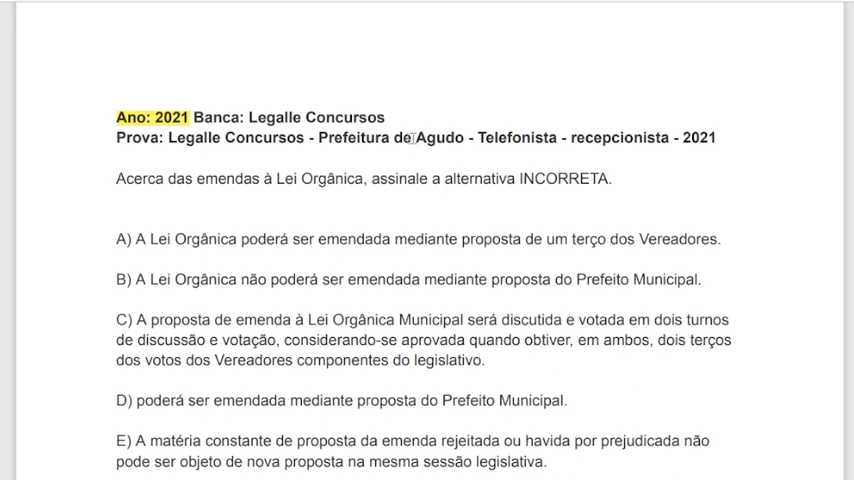 Ano: 2021 Banca: Legalle Concursos
Prova: Legalle Concursos - Prefeitura de Agudo - Telefonista - recepcionista - 2021
Acerca das emendas à Lei Orgânica, assinale a alternativa INCORRETA.
A) A Lei Orgânica poderá ser emendada mediante proposta de um terço dos Vereadores.
B) A Lei Orgânica não poderá ser emendada mediante proposta do Prefeito Municipal.
C) A proposta de emenda à Lei Orgânica Municipal será discutida e votada em dois turnos
de discussão e votação, considerando-se aprovada quando obtiver, em ambos, dois terços
dos votos dos Vereadores componentes do legislativo.
D) poderá ser emendada mediante proposta do Prefeito Municipal.
E) A matéria constante de proposta da emenda rejeitada ou havida por prejudicada não
pode ser objeto de nova proposta na mesma sessão legislativa.